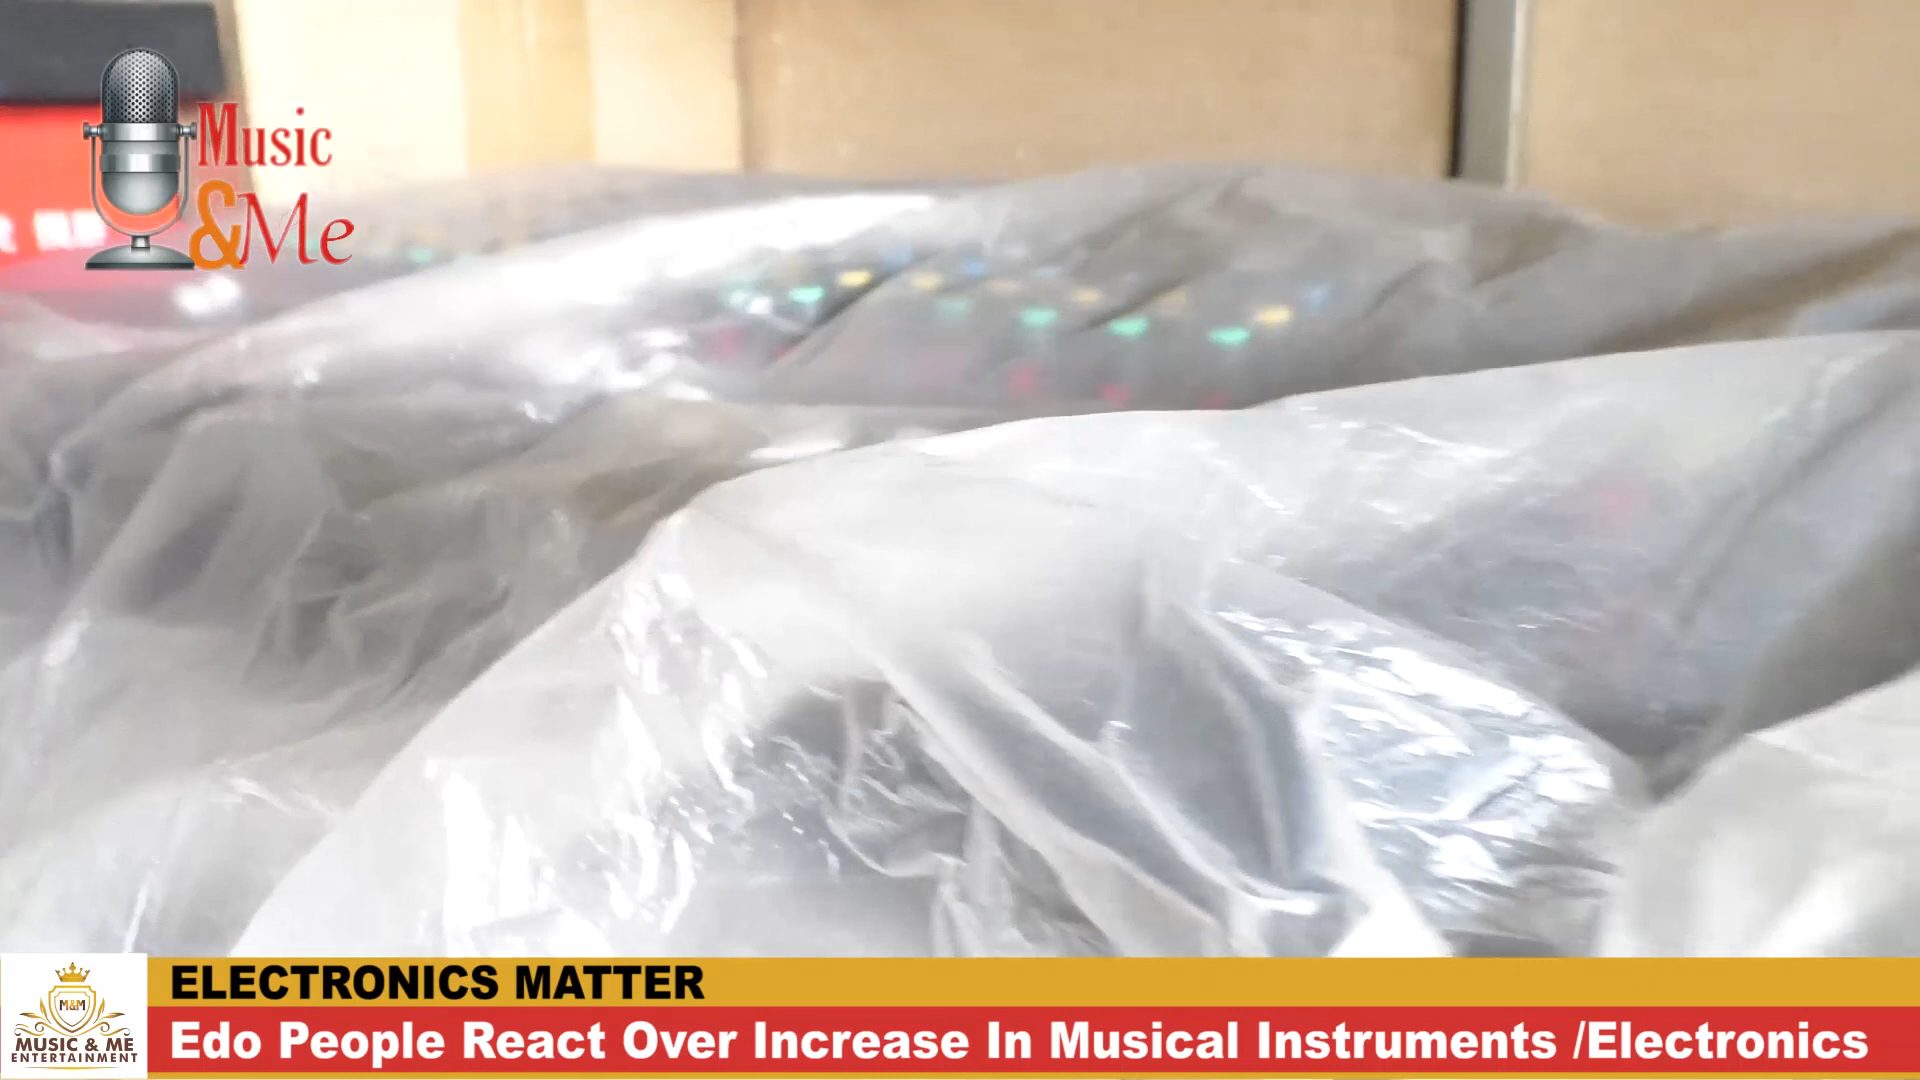 Music
&Me
ELECTRONICS MATTER
Edo People React Over Increase In Musical Instruments /Electronics
M&M
MUSIC & ME
ENTERTAINMENT